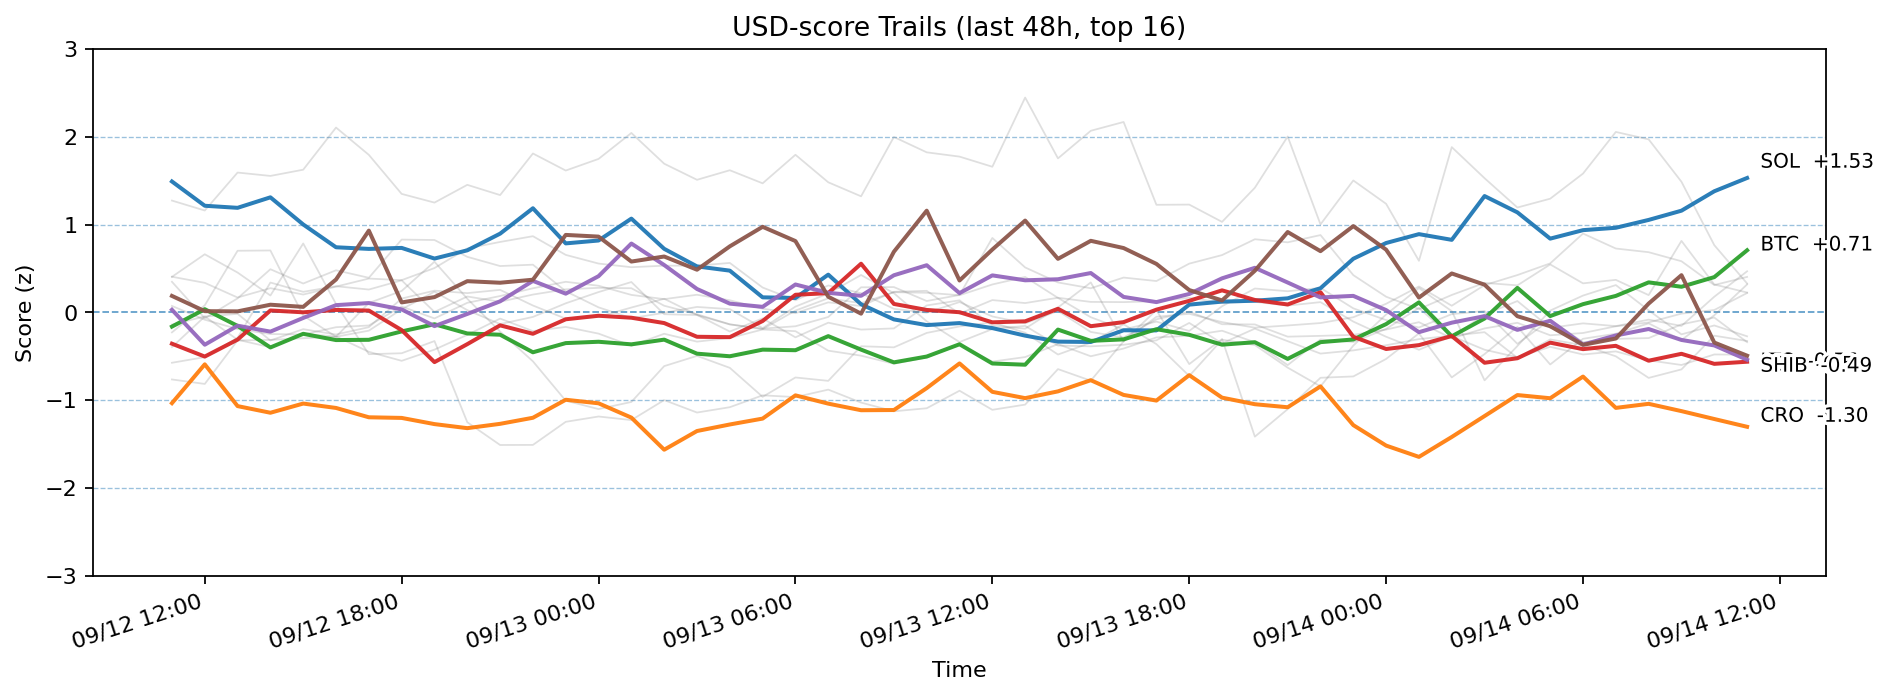 USD-score Trails (last 48h, top 16)
Score (z)
3
2
1
0
−1
−2
−3
SOL +1.53
BTC +0.71
SHIB -0.49
CRO -1.30
09/12 12:00
09/12 18:00
09/13 00:00
09/13 06:00
09/13 12:00
09/13 18:00
09/14 00:00
09/14 06:00
09/14 12:00
Time